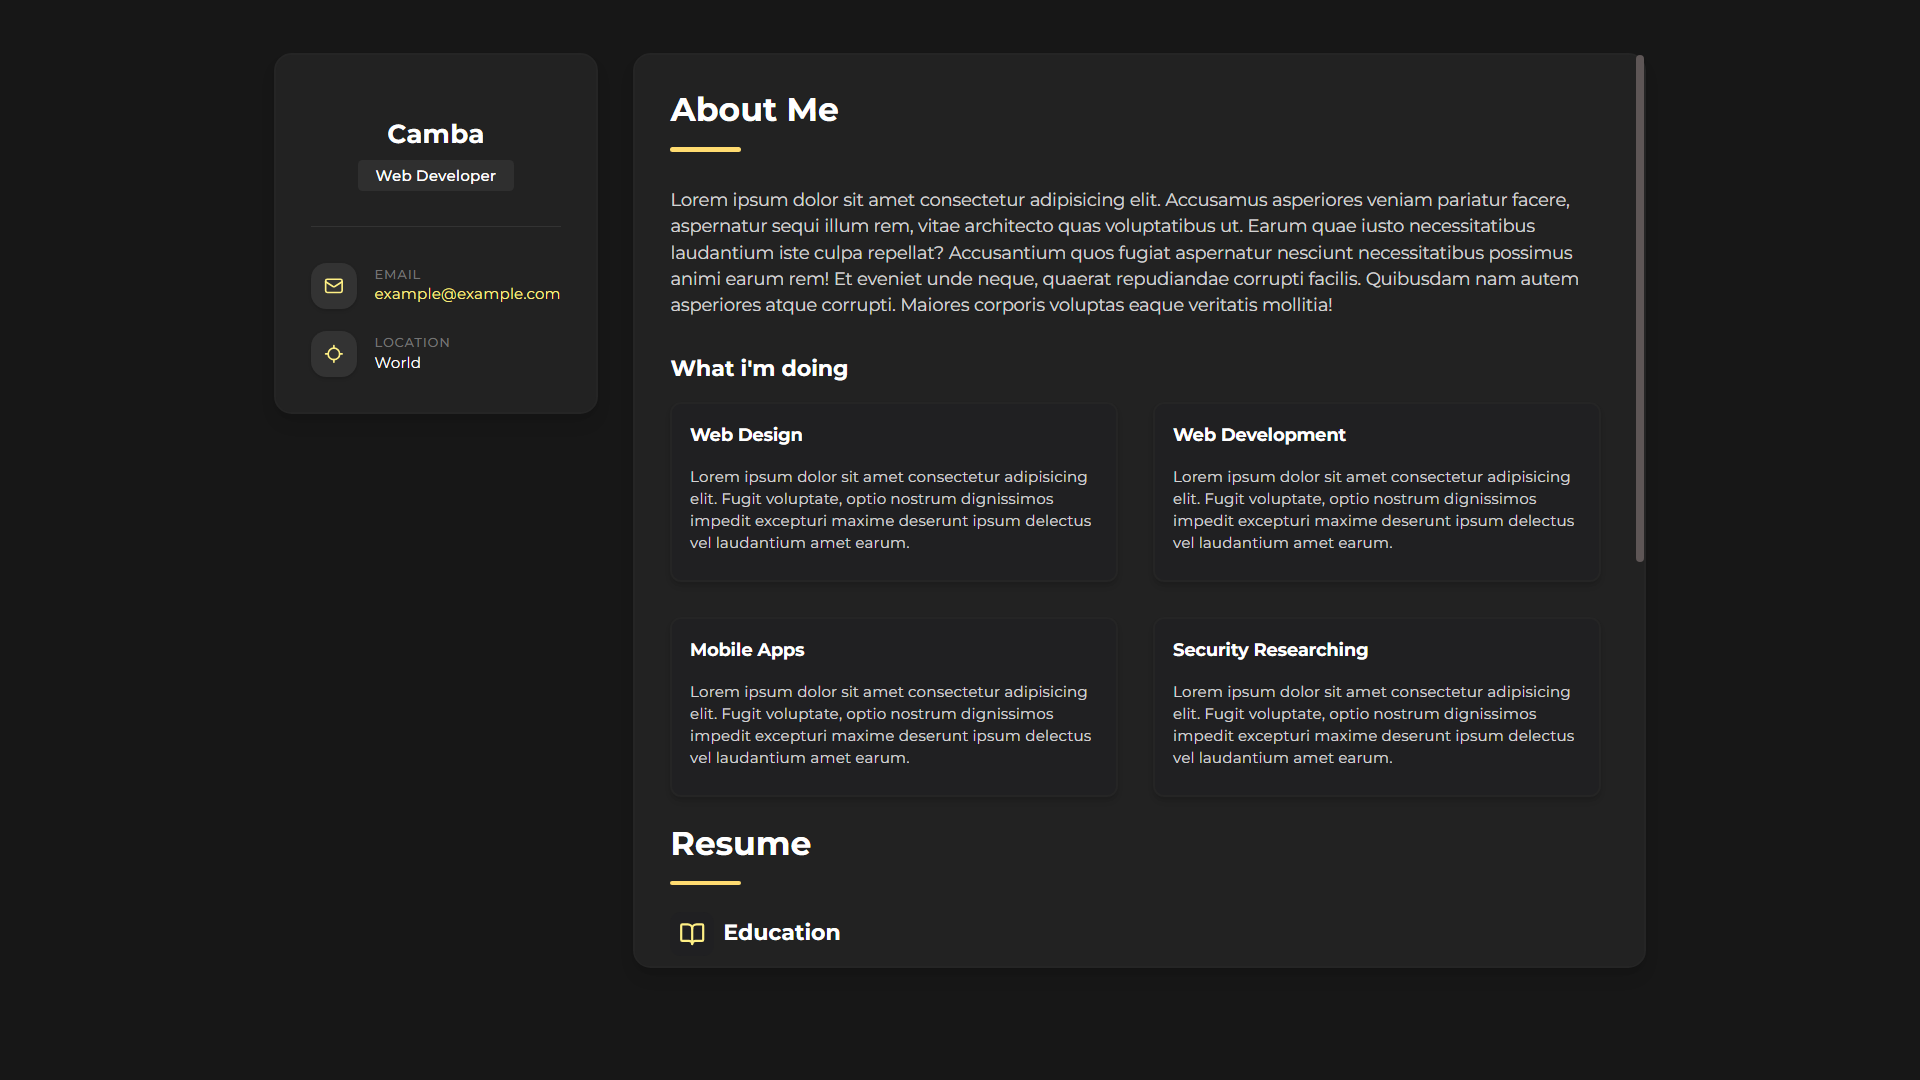 Camba
Web Developer
EMAIL
example@example.com
LOCATION
World
About Me
Lorem ipsum dolor sit amet consectetur adipisicing elit. Accusamus asperiores veniam pariatur facere,
aspernatur sequi illum rem, vitae architecto quas voluptatibus ut. Earum quae iusto necessitatibus
laudantium iste culpa repellat? Accusantium quos fugiat aspernatur nesciunt necessitatibus possimus
animi earum rem! Et eveniet unde neque, quaerat repudiandae corrupti facilis. Quibusdam nam autem
asperiores atque corrupti. Maiores corporis voluptas eaque veritatis mollitia!
What i'm doing
Web Design
Lorem ipsum dolor sit amet consectetur adipisicing
elit. Fugit voluptate, optio nostrum dignissimos
impedit excepturi maxime deserunt ipsum delectus
vel laudantium amet earum.
Web Development
Lorem ipsum dolor sit amet consectetur adipisicing
elit. Fugit voluptate, optio nostrum dignissimos
impedit excepturi maxime deserunt ipsum delectus
vel laudantium amet earum.
Mobile Apps
Lorem ipsum dolor sit amet consectetur adipisicing
elit. Fugit voluptate, optio nostrum dignissimos
impedit excepturi maxime deserunt ipsum delectus
vel laudantium amet earum.
Security Researching
Lorem ipsum dolor sit amet consectetur adipisicing
elit. Fugit voluptate, optio nostrum dignissimos
impedit excepturi maxime deserunt ipsum delectus
vel laudantium amet earum.
Resume
Education